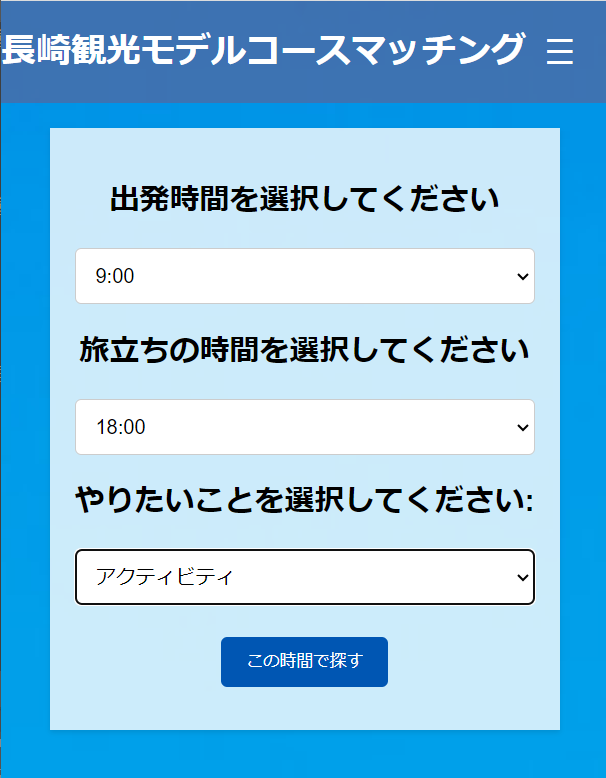 長崎観光モデルコースマッチング
出発時間を選択してください
9:00
旅立ちの時間を選択してください
18:00
やりたいことを選択してください:
アクティビティ
この時間で探す